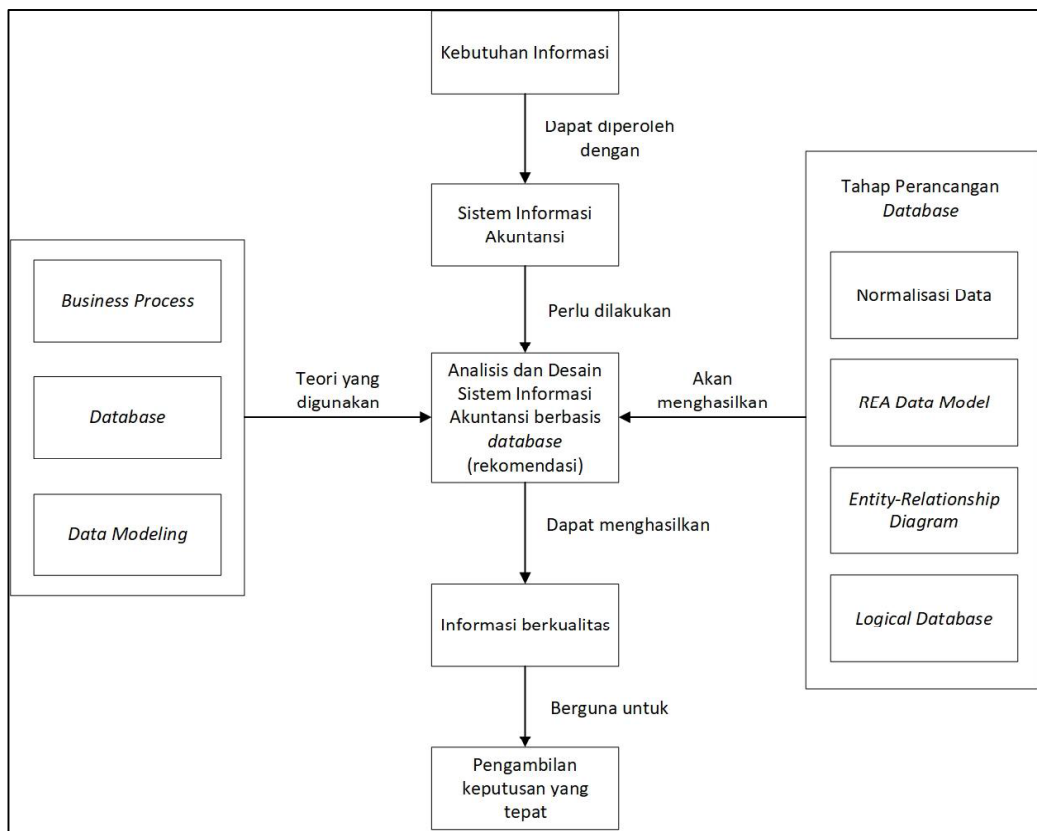 Kebutuhan Informasi
Dapat diperoleh
dengan
Sistem Informasi
Akuntansi
Perlu dilakukan
Business Process
Database
Data Modeling
Teori yang
digunakan
Analisis dan Desain
Sistem Informasi
Akuntansi berbasis
database
(rekomendasi)
Akan
menghasilkan
Tahap Perancangan
Database
Normalisasi Data
REA Data Model
Entity-Relationship
Diagram
Logical Database
Dapat menghasilkan
Informasi berkualitas
Berguna untuk
Pengambilan
keputusan yang
tepat